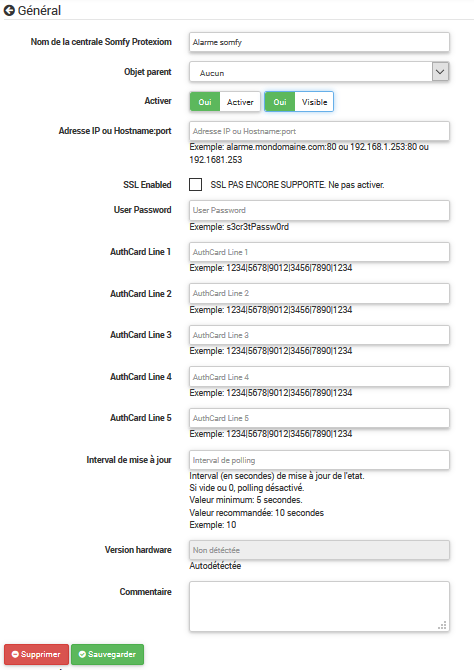 Général
Nom de la centrale Somfy Protexiom Alarme somfy
Objet parent Aucun
Activer Oui Activer Oui Visible
Adresse IP ou Hostname:port Adresse IP ou Hostname:port
Exemple: alarme.mondomaine.com:80 ou 192.168.1.253:80 ou
192.1681.253
SSL Enabled SSL PAS ENCORE SUPPORTE. Ne pas activer.
User Password User Password
Exemple: s3cr3tPassw0rd
AuthCard Line 1 AuthCard Line 1
Exemple: 1234|5678|9012|3456|7890|1234
AuthCard Line 2 AuthCard Line 2
Exemple: 1234|5678|9012|3456|7890|1234
AuthCard Line 3 AuthCard Line 3
Exemple: 1234|5678|9012|3456|7890|1234
AuthCard Line 4 AuthCard Line 4
Exemple: 1234|5678|9012|3456|7890|1234
AuthCard Line 5 AuthCard Line 5
Exemple: 1234|5678|9012|3456|7890|1234
Interval de mise à jour Interval de polling
Interval (en secondes) de mise à jour de l'etat.
Si vide ou 0, polling désactivé.
Valeur minimum: 5 secondes.
Valeur recommandée: 10 secondes
Exemple: 10
Version hardware Non détéctée
Autodétéctée
Commentaire
Supprimer Sauvegarder